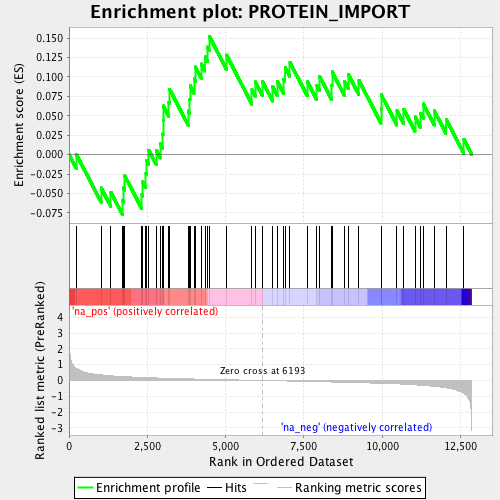 Enrichment plot: PROTEIN_IMPORT
Enrichment score (ES)
0.150
0.125
0.100
0.075
0.050
0.025
0.000
-0.025
-0.050
-0.075
'na_pos' (positively correlated)
Ranked list metric (PreRanked)
4
3
2
1
0
-1
-2
-3
Zero cross at 6193
'na_neg' (negatively correlated)
0
2,500
5,000
7,500
10,000
12,500
Rank in Ordered Dataset
Enrichment profile
Hits
Ranking metric scores